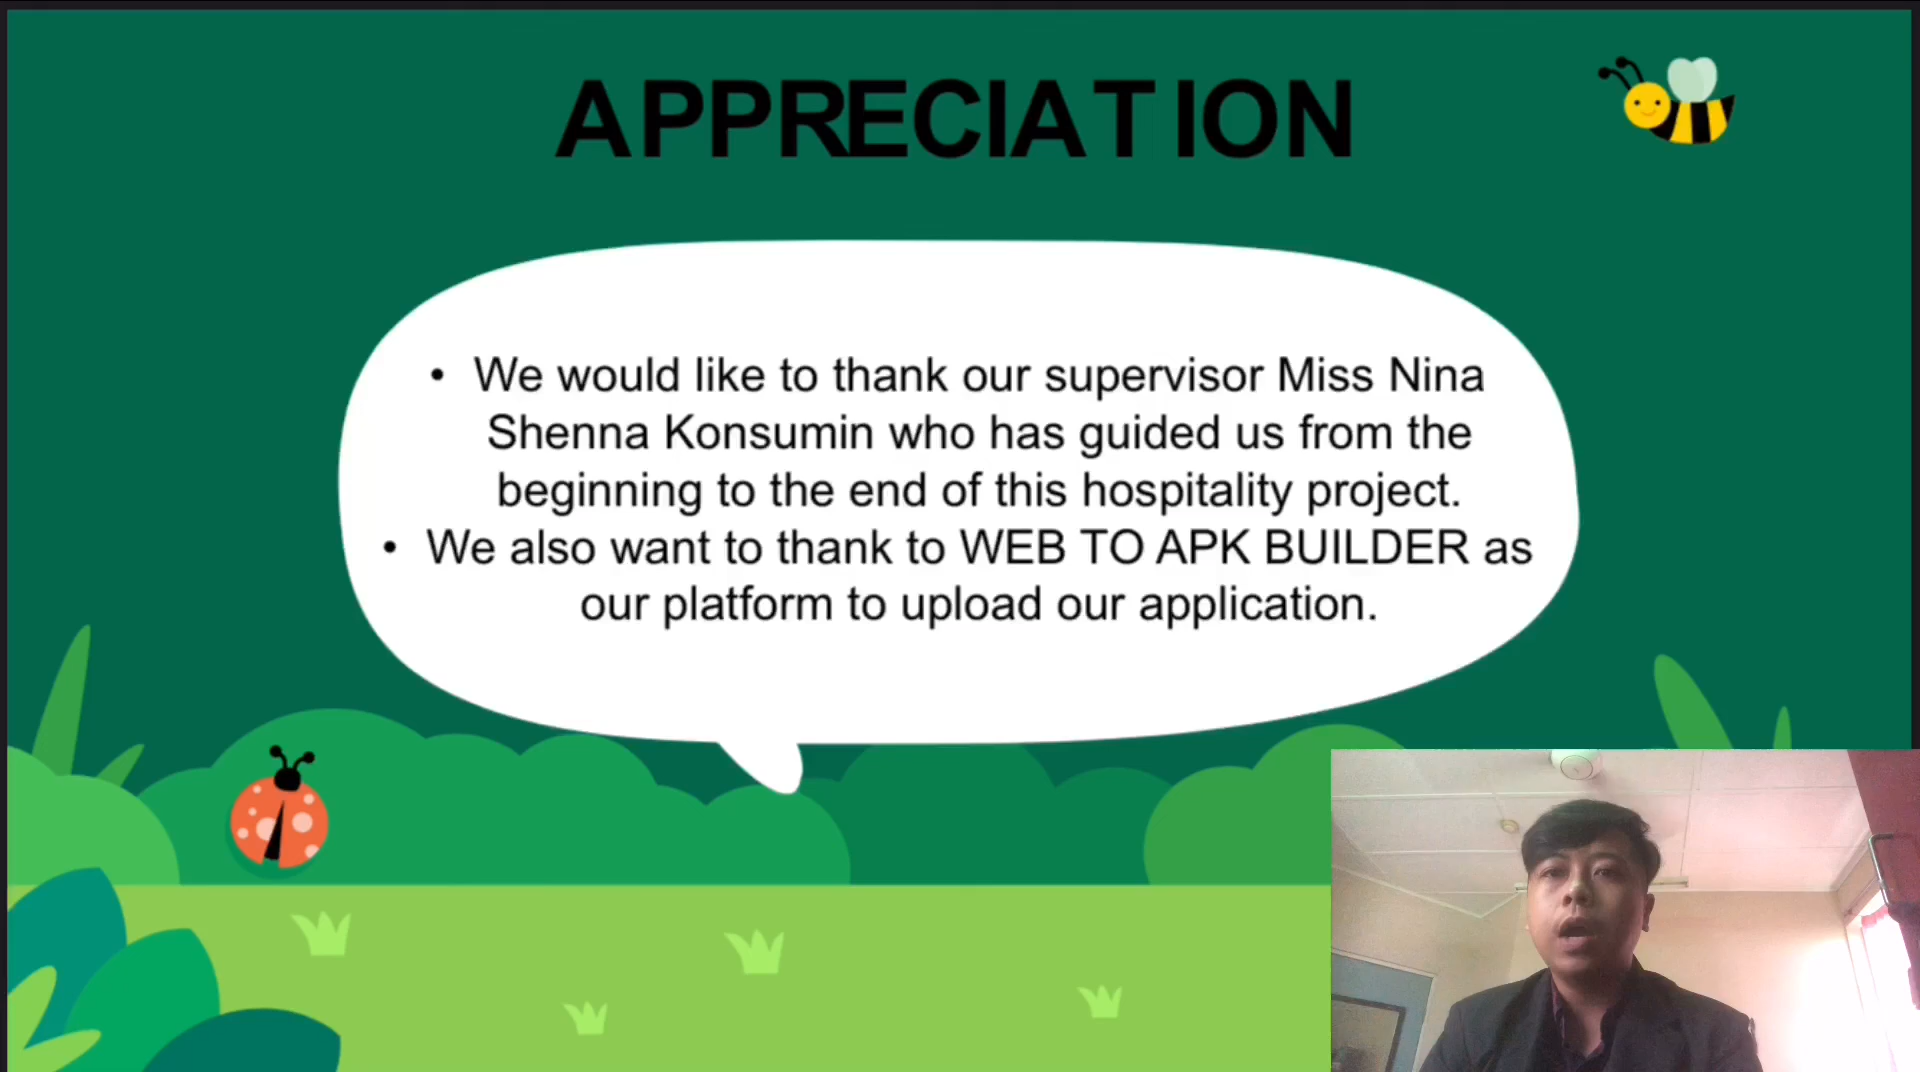 APPRECIATION
• We would like to thank our supervisor Miss Nina
Shenna Konsumin who has guided us from the
beginning to the end of this hospitality project.
• We also want to thank to WEB TO APK BUILDER as
our platform to upload our application.